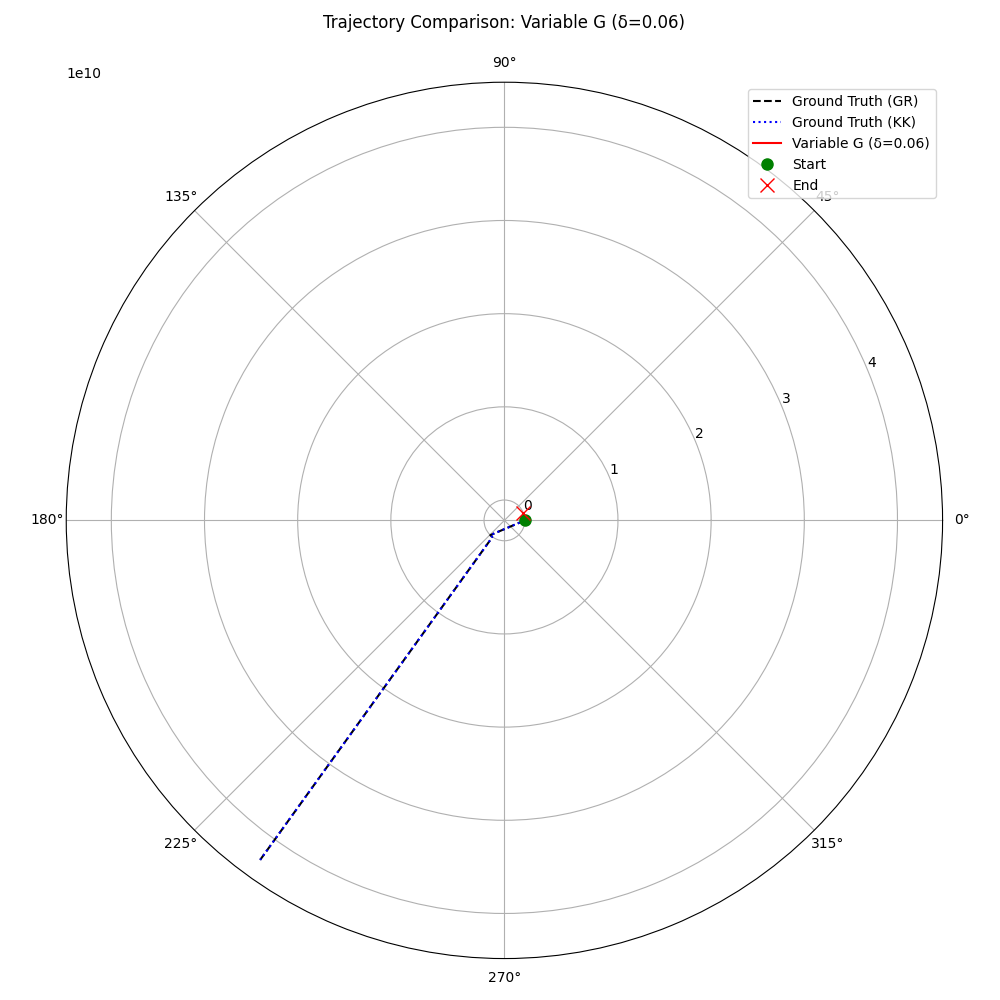 Trajectory Comparison: Variable G (δ=0.06)
1e10
90°
Ground Truth (GR)
Ground Truth (KK)
Variable G (δ=0.06)
Start
End
135°
45°
4
3
2
1
0
180°
0°
225°
315°
270°